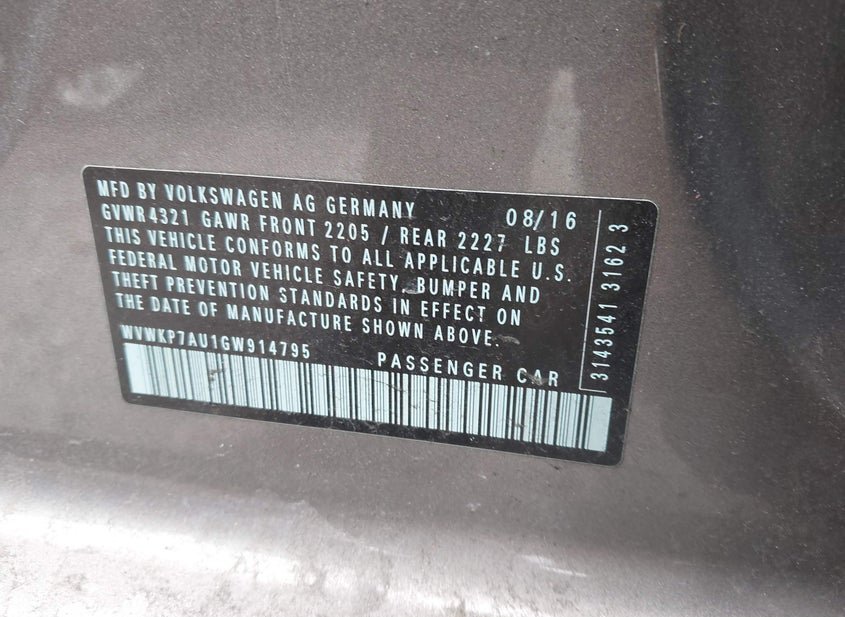 MFD BY VOLKSWAGEN AG GERMANY 08/16
GVWR 4321 GAWR FRONT 2205 / REAR 2227 LBS
THIS VEHICLE CONFORMS TO ALL APPLICABLE U.S.
FEDERAL MOTOR VEHICLE SAFETY, BUMPER AND
THEFT PREVENTION STANDARDS IN EFFECT ON
THE DATE OF MANUFACTURE SHOWN ABOVE.
WVWKP7AU1GW914795 PASSENGER CAR
3143541 3162 3